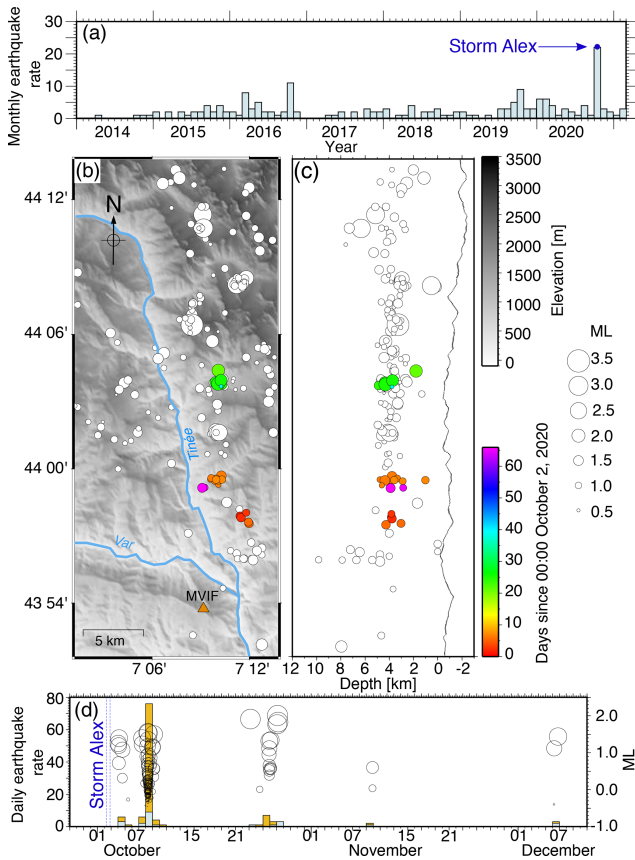 (a)
Monthly earthquake
rate
30
20
10
0
Storm Alex
2014 2015 2016 2017 2018 2019 2020
Year
(b)
N
44 12'
44 06'
44 00'
43 54'
Tinée
Var
MVIF
5 km
7 06' 7 12'
(c)
12 10 8 6 4 2 0 -2
Depth [km]
3500
3000
2500
2000
1500
1000
500
0
Elevation [m]
ML
3.5
3.0
2.5
2.0
1.5
1.0
0.5
60
50
40
30
20
10
0
Days since 00:00 October 2, 2020
(d)
Daily earthquake
rate
80
70
60
50
40
30
20
10
0
Storm Alex
2.0
1.0
0.0
-1.0
ML
01 07 15 21 01 07 15 21 01 07
October November December